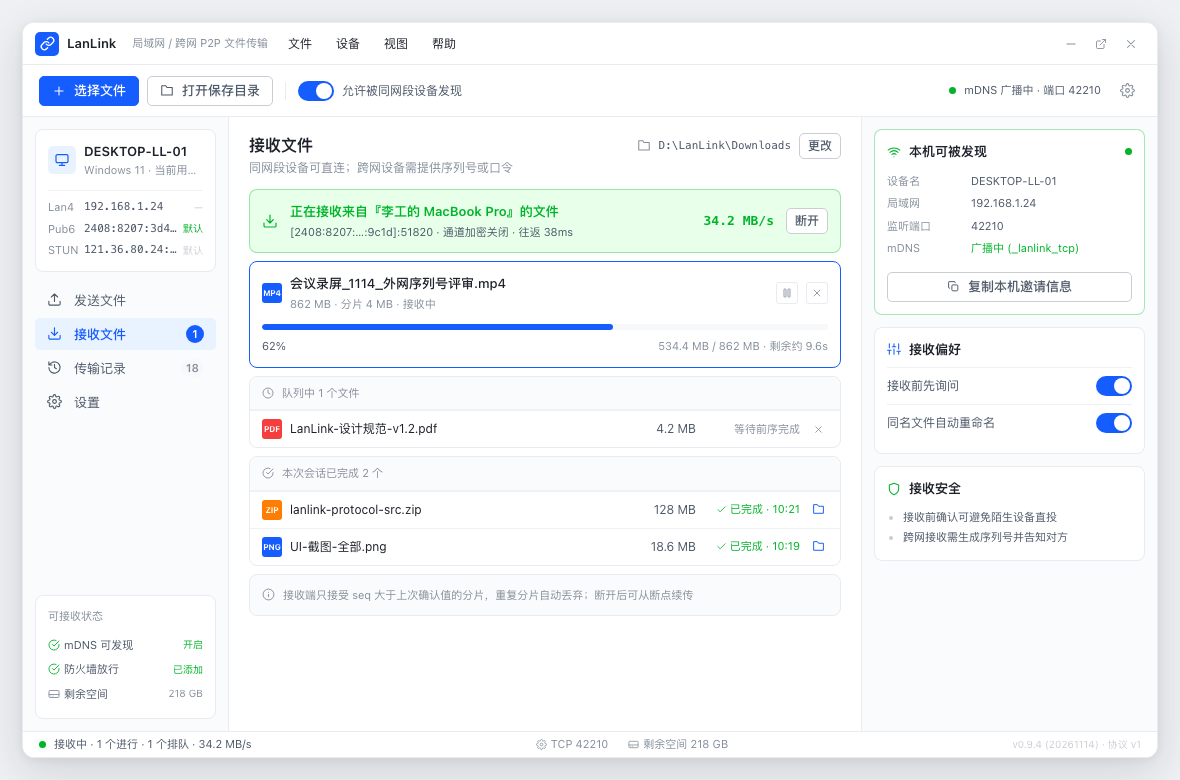 LanLink 局域网 / 跨网 P2P 文件传输 文件 设备 视图 帮助
选择文件 打开保存目录 允许被同网段设备发现 mDNS 广播中 · 端口 42210
DESKTOP-LL-01
Windows 11 · 当前用...
Lan4 192.168.1.24 —
Pub6 2408:8207:3d4… 默认
STUN 121.36.80.24:… 默认
发送文件
接收文件 1
传输记录 18
设置
可接收状态
mDNS 可发现 开启
防火墙放行 已添加
剩余空间 218 GB
接收文件
同网段设备可直连；跨网设备需提供序列号或口令
D:\LanLink\Downloads 更改
正在接收来自『李工的 MacBook Pro』的文件
[2408:8207:…:9c1d]:51820 · 通道加密关闭 · 往返 38ms
34.2 MB/s 断开
MP4 会议录屏_1114_外网序列号评审.mp4
862 MB · 分片 4 MB · 接收中
62% 534.4 MB / 862 MB · 剩余约 9.6s
队列中 1 个文件
PDF LanLink-设计规范-v1.2.pdf 4.2 MB 等待前序完成
本次会话已完成 2 个
ZIP lanlink-protocol-src.zip 128 MB 已完成 · 10:21
PNG UI-截图-全部.png 18.6 MB 已完成 · 10:19
接收端只接受 seq 大于上次确认值的分片，重复分片自动丢弃；断开后可从断点续传
本机可被发现
设备名 DESKTOP-LL-01
局域网 192.168.1.24
监听端口 42210
mDNS 广播中 (_lanlink_tcp)
复制本机邀请信息
接收偏好
接收前先询问
同名文件自动重命名
接收安全
接收前确认可避免陌生设备直投
跨网接收需生成序列号并告知对方
接收中 · 1 个进行 · 1 个排队 · 34.2 MB/s TCP 42210 剩余空间 218 GB v0.9.4 (20261114) · 协议 v1